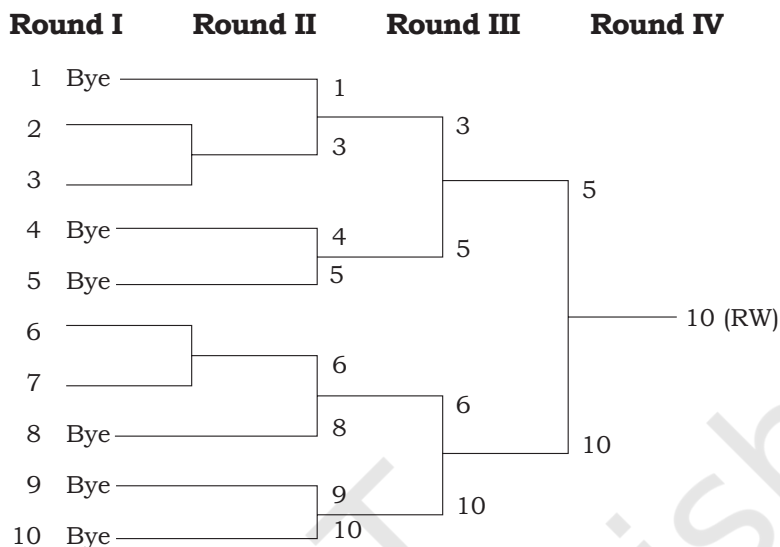 Round I Round II Round III Round IV
1 Bye 1
2 3
3 3
4 Bye 4
5 5
5 Bye 5
6 10 (RW)
7 6
6
8 Bye 8
10
9 Bye 9
10
10 Bye 10